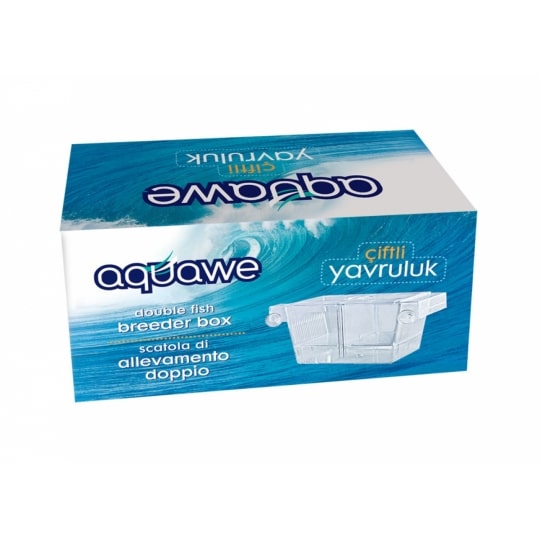 çiftli
yavruluk
aquawe
aquawe
double fish
breeder box
scatola di
allevamento
doppio
çiftli
yavruluk